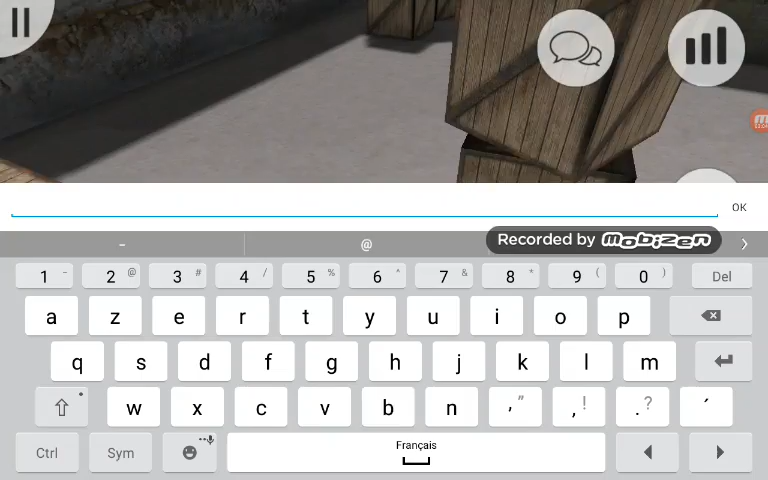 OK
- @ Recorded by mobizen
1 - 2 @ 3 # 4 / 5 % 6 ^ 7 & 8 * 9 ( 0 ) Del
a z e r t y u i o p
q s d f g h j k l m
w x c v b n ' " , ! . ? ´
Ctrl Sym Français